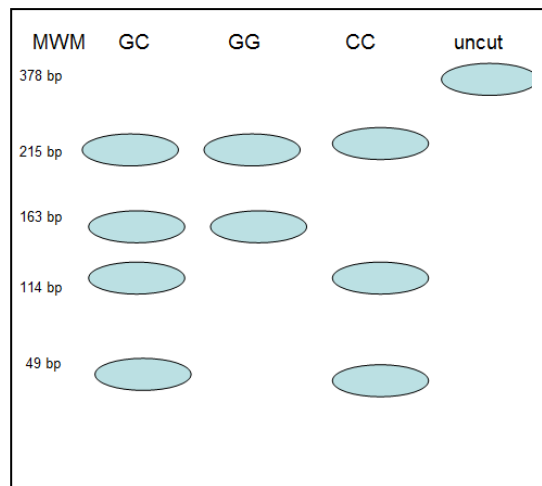 MWM GC GG CC uncut
378 bp
215 bp
163 bp
114 bp
49 bp